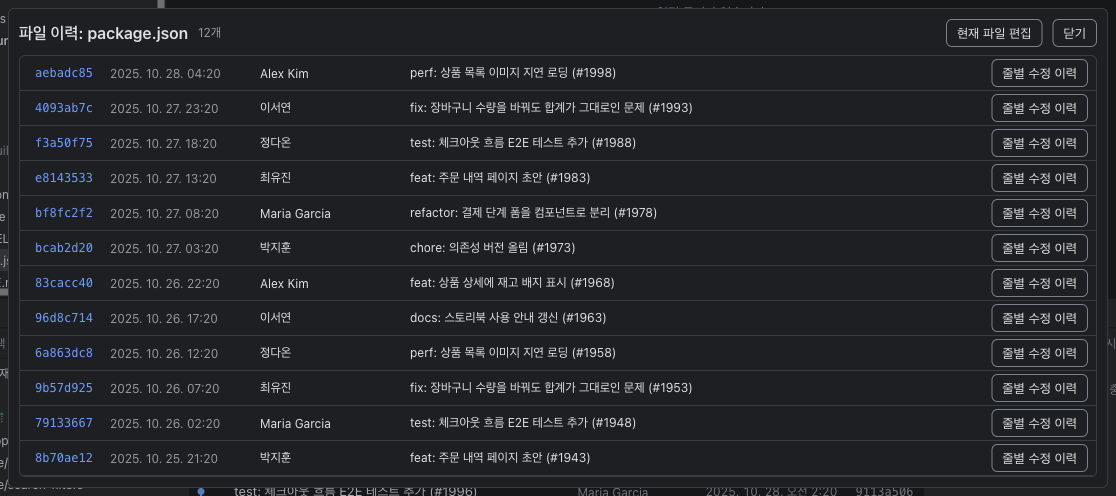 파일 이력: package.json 12개 현재 파일 편집 닫기
aebadc85 2025. 10. 28. 04:20 Alex Kim perf: 상품 목록 이미지 지연 로딩 (#1998) 줄별 수정 이력
4093ab7c 2025. 10. 27. 23:20 이서연 fix: 장바구니 수량을 바꿔도 합계가 그대로인 문제 (#1993) 줄별 수정 이력
f3a50f75 2025. 10. 27. 18:20 정다온 test: 체크아웃 흐름 E2E 테스트 추가 (#1988) 줄별 수정 이력
e8143533 2025. 10. 27. 13:20 최유진 feat: 주문 내역 페이지 초안 (#1983) 줄별 수정 이력
bf8fc2f2 2025. 10. 27. 08:20 Maria Garcia refactor: 결제 단계 폼을 컴포넌트로 분리 (#1978) 줄별 수정 이력
bcab2d20 2025. 10. 27. 03:20 박지훈 chore: 의존성 버전 올림 (#1973) 줄별 수정 이력
83cacc40 2025. 10. 26. 22:20 Alex Kim feat: 상품 상세에 재고 배지 표시 (#1968) 줄별 수정 이력
96d8c714 2025. 10. 26. 17:20 이서연 docs: 스토리북 사용 안내 갱신 (#1963) 줄별 수정 이력
6a863dc8 2025. 10. 26. 12:20 정다온 perf: 상품 목록 이미지 지연 로딩 (#1958) 줄별 수정 이력
9b57d925 2025. 10. 26. 07:20 최유진 fix: 장바구니 수량을 바꿔도 합계가 그대로인 문제 (#1953) 줄별 수정 이력
79133667 2025. 10. 26. 02:20 Maria Garcia test: 체크아웃 흐름 E2E 테스트 추가 (#1948) 줄별 수정 이력
8b70ae12 2025. 10. 25. 21:20 박지훈 feat: 주문 내역 페이지 초안 (#1943) 줄별 수정 이력
test: 체크아웃 흐름 E2E 테스트 추가 (#1996) Maria Garcia 2025. 10. 28. 오전 2:20 9113a506